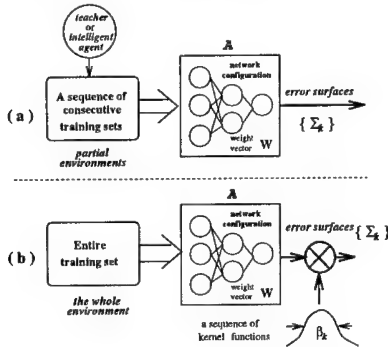 teacher
or
intelligent
agent
A
network
configuration
error surfaces
( a )
A sequence of
consecutive
training sets
{ Σk }
weight
vector W
partial
environments
A
network
configuration
error surfaces
{ Σk }
( b )
Entire
training set
weight
vector W
the whole
environment
a sequence of
kernel functions
βk